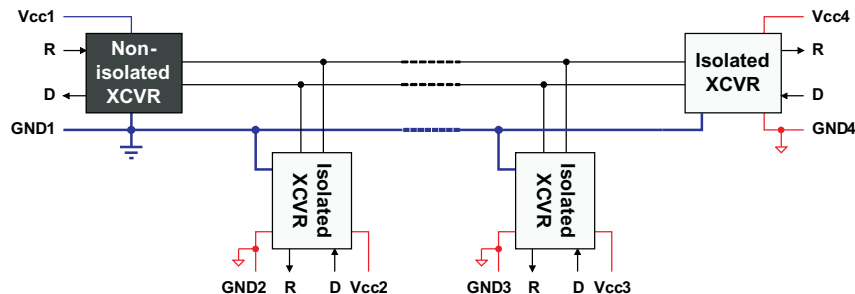 Vcc1
Vcc4
R
Non-
isolated
XCVR
Isolated
XCVR
R
D
D
GND1
GND4
Isolated
XCVR
Isolated
XCVR
GND2
R
D
Vcc2
GND3
R
D
Vcc3